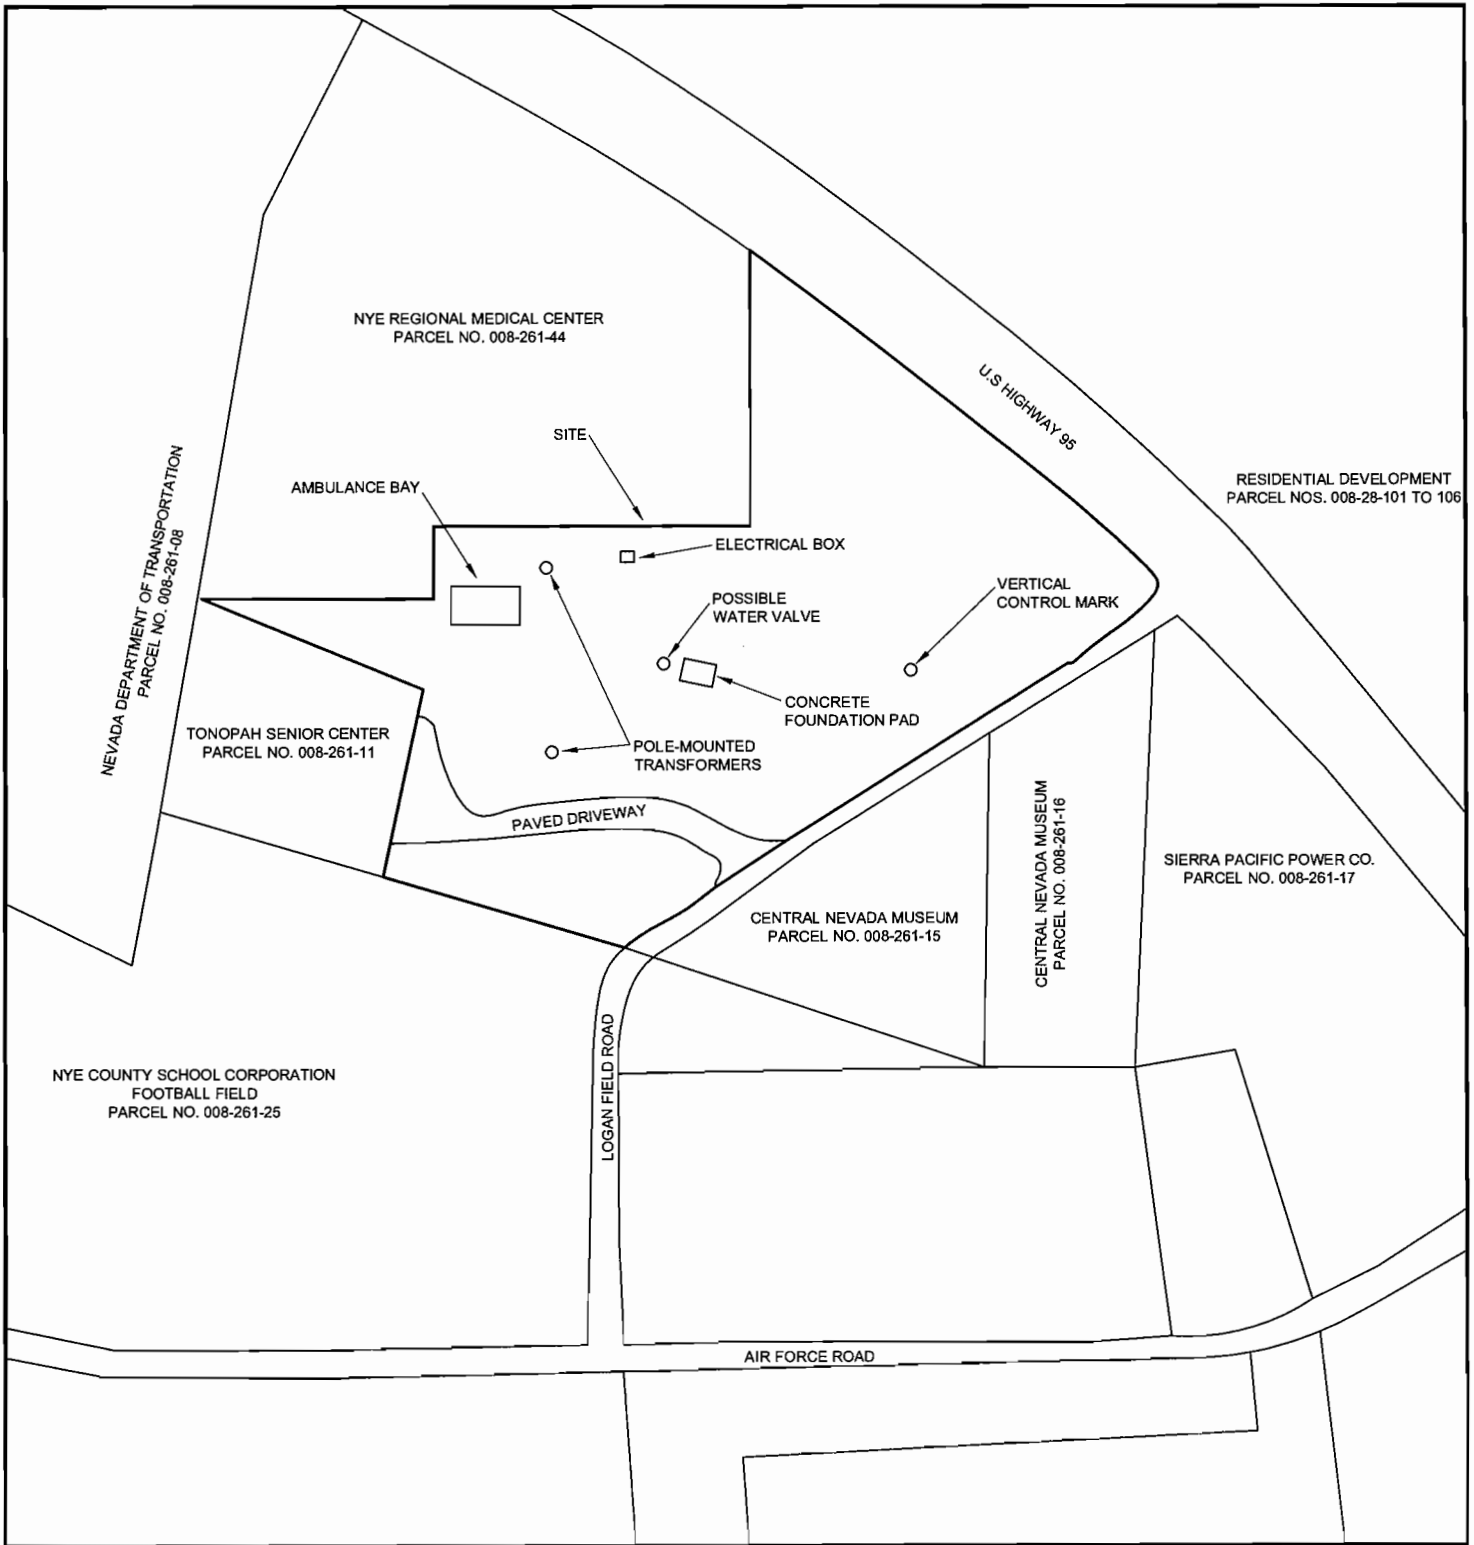 NYE REGIONAL MEDICAL CENTER
PARCEL NO. 008-261-44
U.S HIGHWAY 95
SITE
AMBULANCE BAY
RESIDENTIAL DEVELOPMENT
PARCEL NOS. 008-28-101 TO 106
NEVADA DEPARTMENT OF TRANSPORTATION
PARCEL NO. 008-261-08
ELECTRICAL BOX
POSSIBLE
WATER VALVE
VERTICAL
CONTROL MARK
CONCRETE
FOUNDATION PAD
TONOPAH SENIOR CENTER
PARCEL NO. 008-261-11
POLE-MOUNTED
TRANSFORMERS
PAVED DRIVEWAY
CENTRAL NEVADA MUSEUM
PARCEL NO. 008-261-16
SIERRA PACIFIC POWER CO.
PARCEL NO. 008-261-17
CENTRAL NEVADA MUSEUM
PARCEL NO. 008-261-15
NYE COUNTY SCHOOL CORPORATION
FOOTBALL FIELD
PARCEL NO. 008-261-25
LOGAN FIELD ROAD
AIR FORCE ROAD